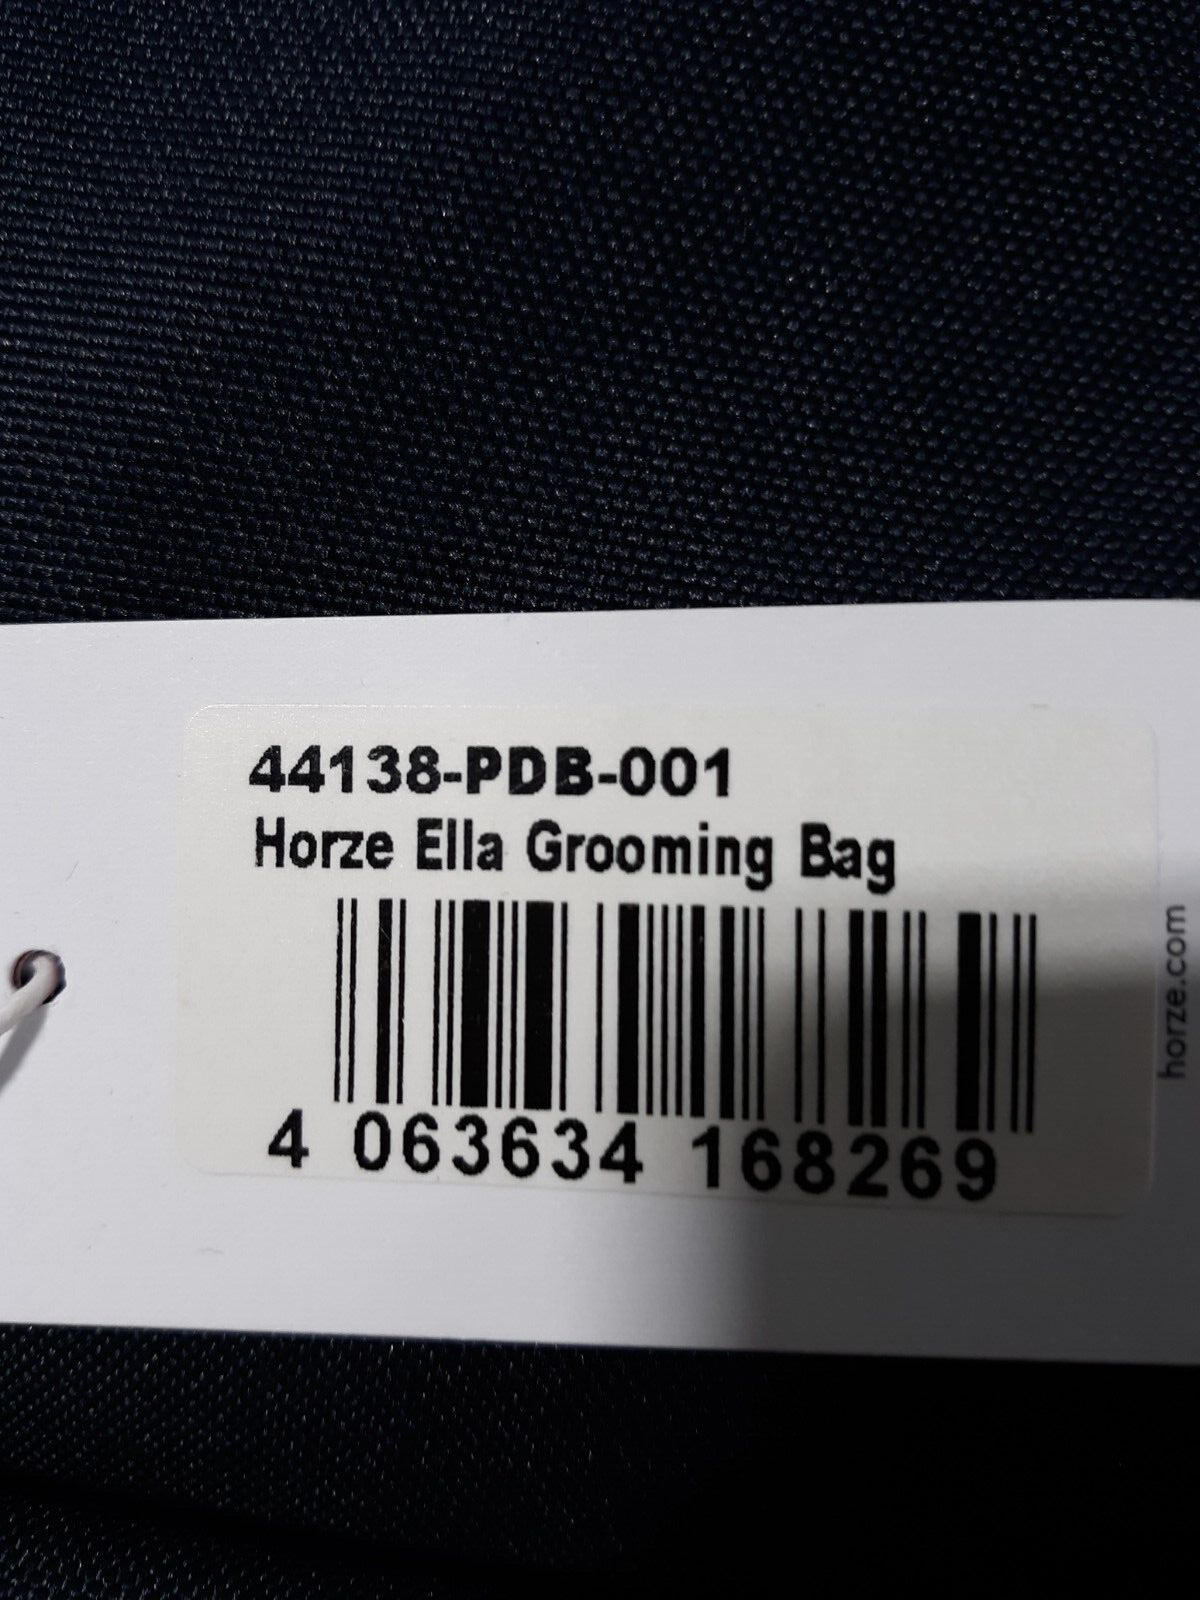 44138-PDB-001
Horze Ella Grooming Bag
4 063634 168269
horze.com